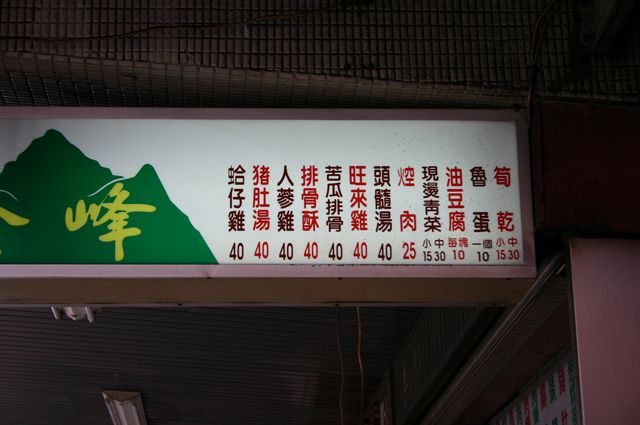 金峰
筍乾 小15 中30
魯蛋 一個10
油豆腐 每塊10
現燙青菜 小15 中30
焢肉 25
頭髓湯 40
旺來雞 40
苦瓜排骨 40
排骨酥 40
人蔘雞 40
猪肚湯 40
蛤仔雞 40